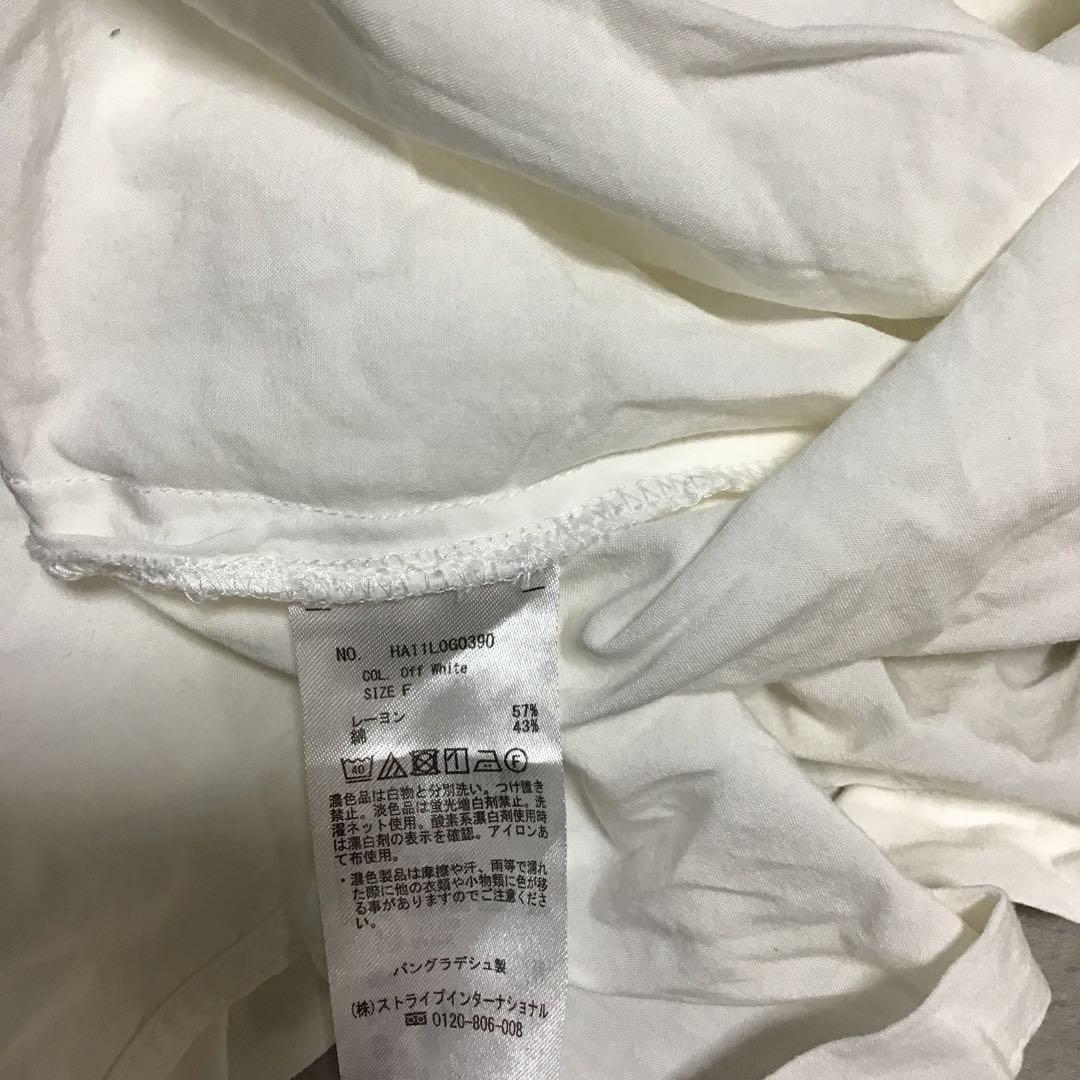 NO. HA11L0G0390
COL. Off White
SIZE F
レーヨン 57%
綿 43%
40 F
濃色品は白物と分別洗い。つけ置き
禁止。淡色品は蛍光増白剤禁止。洗
濯ネット使用。酸素系漂白剤使用時
は漂白剤の表示を確認。アイロンあ
て布使用。
・濃色製品は摩擦や汗、雨等で濡れ
た際に他の衣類や小物類に色が移
る事がありますのでご注意くださ
い。
バングラデシュ製
(株)ストライプインターナショナル
0120-806-008